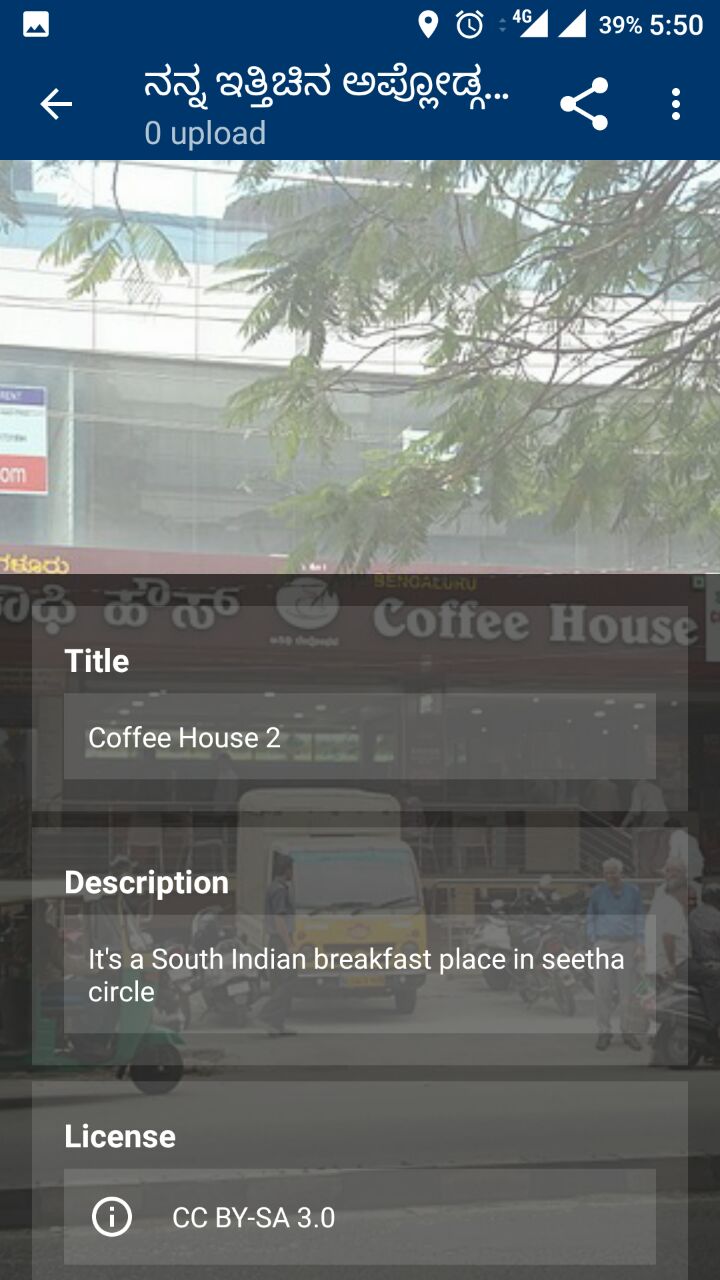 4G 39% 5:50
ನನ್ನ ಇತ್ತಿಚಿನ ಅಪ್ಲೋಡ್ಗ...
0 upload
RENT
om
ಗಳೂರು
BENGALURU
ಹೌಸ್
Coffee House
Title
Coffee House 2
Description
It's a South Indian breakfast place in seetha
circle
License
CC BY-SA 3.0